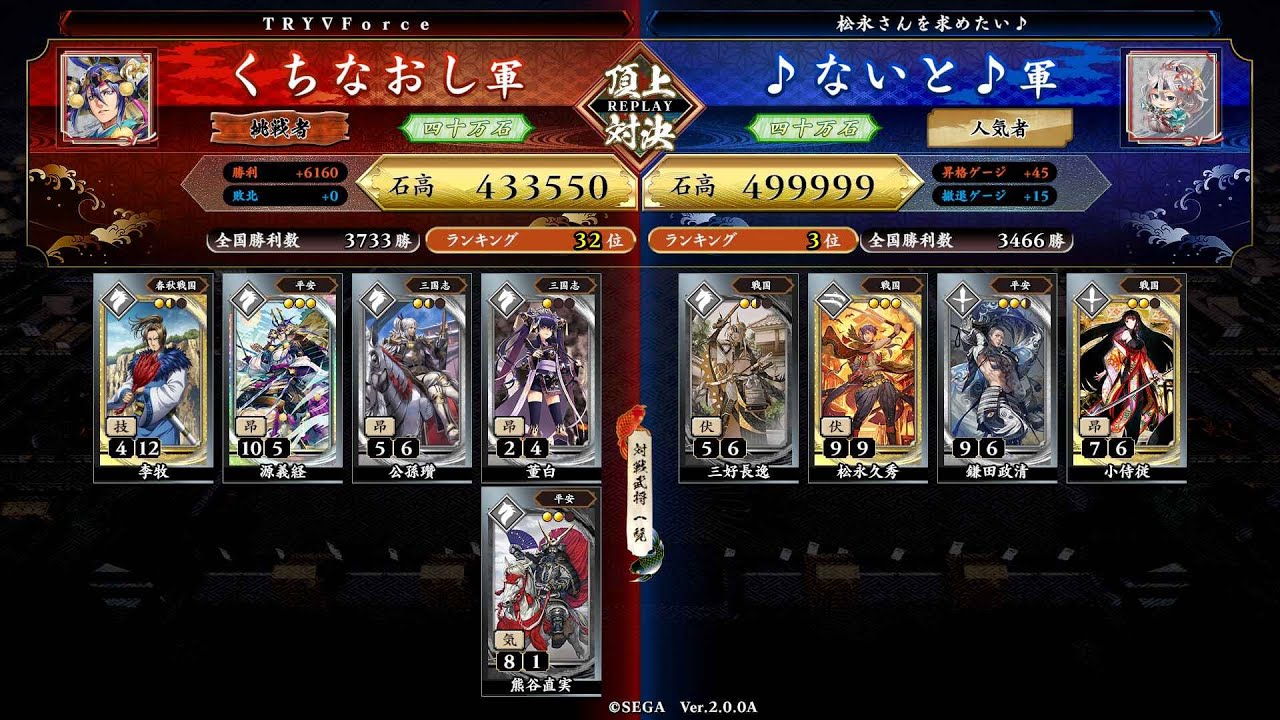 TRY∇Force
松永さんを求めたい♪
くちなおし軍
頂上
REPLAY
対決
♪ないと♪軍
挑戦者
四十万石
四十万石
人気者
勝利 +6160
敗北 +0
石高 433550
石高 499999
昇格ゲージ +45
撤退ゲージ +15
全国勝利数 3733勝
ランキング 32位
ランキング 3位
全国勝利数 3466勝
春秋戦国
技
4 12
李牧
平安
昂
10 5
源義経
三国志
昂
5 6
公孫瓚
三国志
昂
2 4
董白
戦国
伏
5 6
三好長逸
戦国
伏
9 9
松永久秀
平安
9 6
鎌田政清
戦国
昂
7 6
小侍従
対戦武将一覧
平安
気
8 1
熊谷直実
©SEGA Ver.2.0.0A